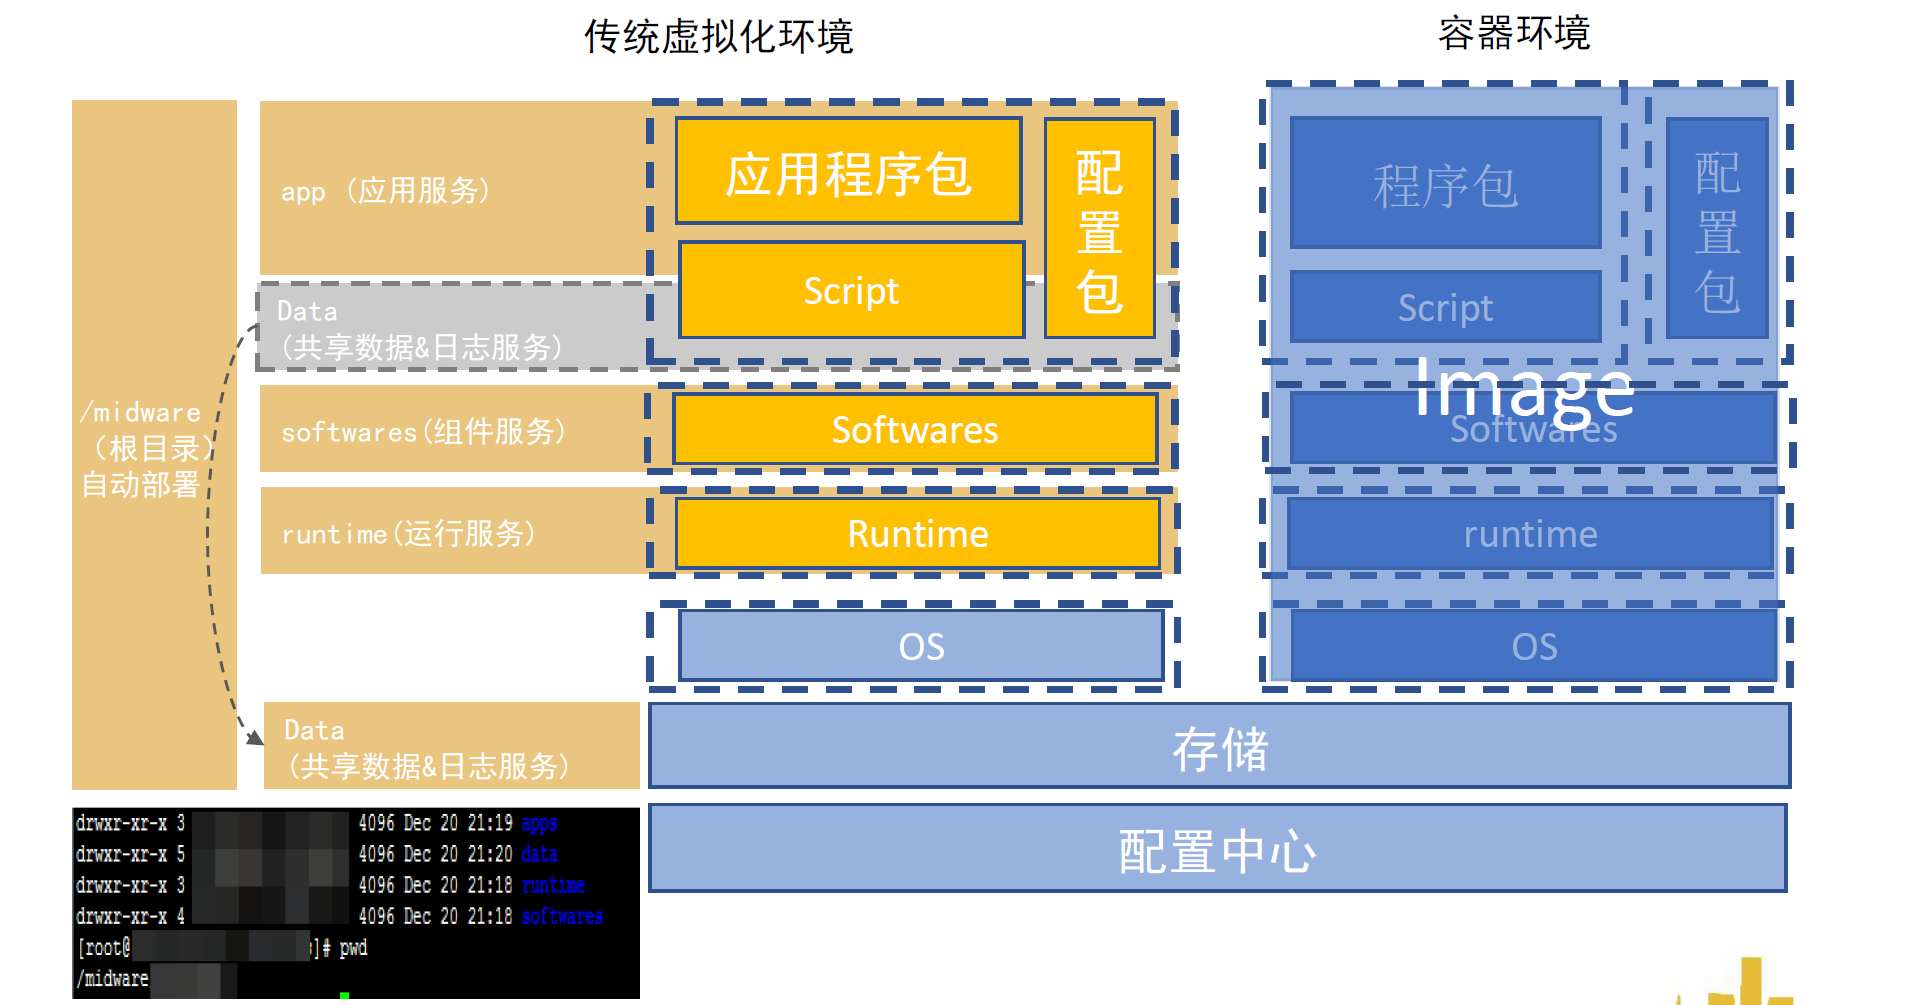 传统虚拟化环境
容器环境
/midware
（根目录）
自动部署
app (应用服务)
应用程序包
配
置
包
Script
Data
(共享数据&日志服务)
softwares(组件服务)
Softwares
runtime(运行服务)
Runtime
OS
程序包
配
置
包
Script
Image
Softwares
runtime
OS
Data
(共享数据&日志服务)
存储
配置中心
drwxr-xr-x 3 4096 Dec 20 21:19 apps
drwxr-xr-x 5 4096 Dec 20 21:20 data
drwxr-xr-x 3 4096 Dec 20 21:18 runtime
drwxr-xr-x 4 4096 Dec 20 21:18 softwares
[root@ s]# pwd
/midware